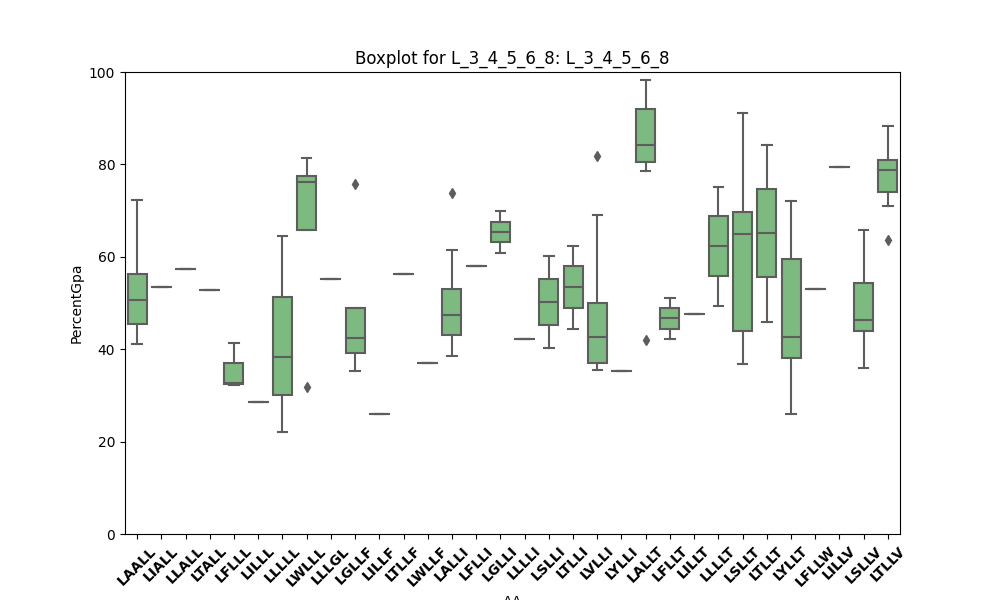 Boxplot for L_3_4_5_6_8: L_3_4_5_6_8
100
80
60
40
20
0
PercentGpa
LAALL
LIALL
LLALL
LTALL
LFLLL
LILLL
LLLLL
LWLLL
LLLGL
LGLLF
LILLF
LTLLF
LWLLF
LALLI
LFLLI
LGLLI
LLLLI
LSLLI
LTLLI
LVLLI
LYLLI
LALLT
LFLLT
LILLT
LLLLT
LSLLT
LTLLT
LYLLT
LFLLW
LILLV
LSLLV
LTLLV
AA